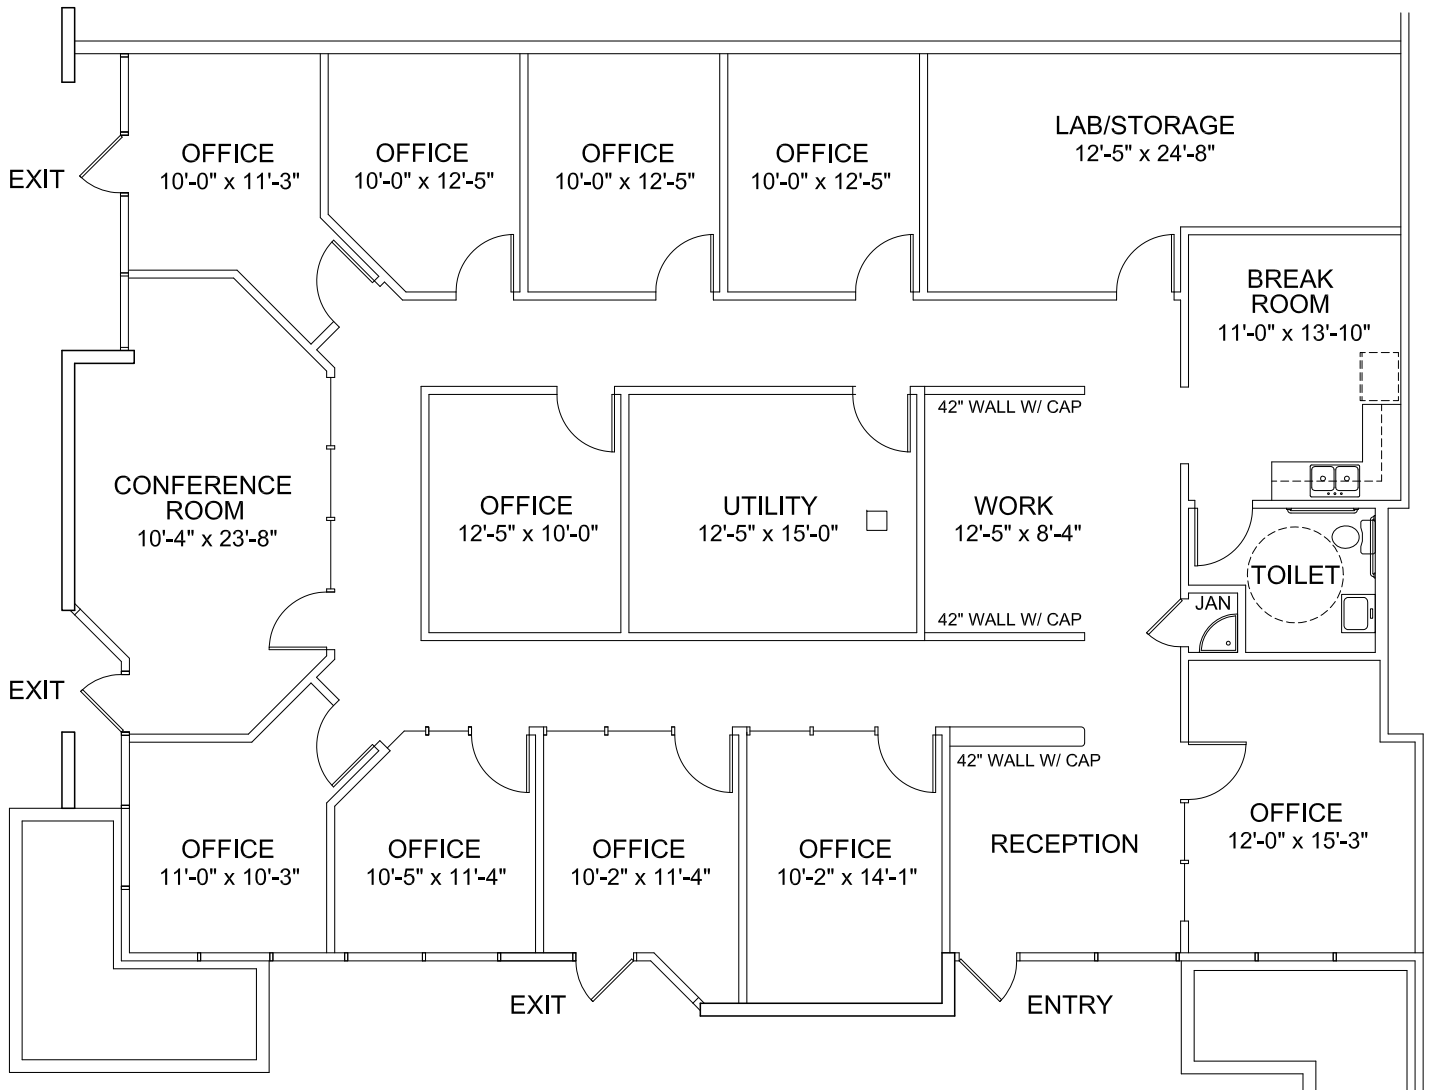 OFFICE
10'-0" x 11'-3"
OFFICE
10'-0" x 12'-5"
OFFICE
10'-0" x 12'-5"
OFFICE
10'-0" x 12'-5"
LAB/STORAGE
12'-5" x 24'-8"
EXIT
BREAK
ROOM
11'-0" x 13'-10"
42" WALL W/ CAP
CONFERENCE
ROOM
10'-4" x 23'-8"
OFFICE
12'-5" x 10'-0"
UTILITY
12'-5" x 15'-0"
WORK
12'-5" x 8'-4"
TOILET
JAN
42" WALL W/ CAP
EXIT
42" WALL W/ CAP
OFFICE
11'-0" x 10'-3"
OFFICE
10'-5" x 11'-4"
OFFICE
10'-2" x 11'-4"
OFFICE
10'-2" x 14'-1"
RECEPTION
OFFICE
12'-0" x 15'-3"
EXIT
ENTRY